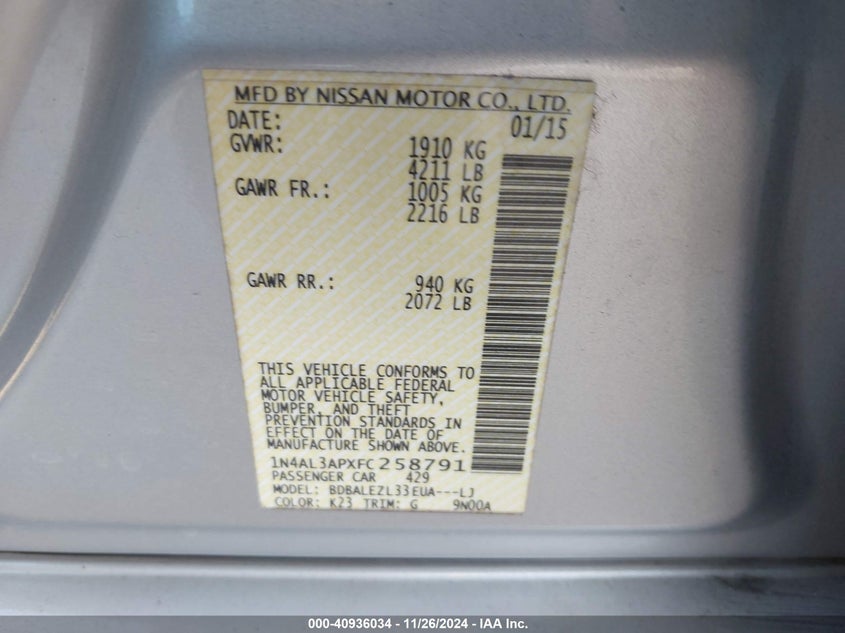 MFD BY NISSAN MOTOR CO., LTD.
DATE: 01/15
GVWR: 1910 KG
4211 LB
GAWR FR.: 1005 KG
2216 LB
GAWR RR.: 940 KG
2072 LB
THIS VEHICLE CONFORMS TO
ALL APPLICABLE FEDERAL
MOTOR VEHICLE SAFETY,
BUMPER, AND THEFT
PREVENTION STANDARDS IN
EFFECT ON THE DATE OF
MANUFACTURE SHOWN ABOVE.
1N4AL3APXFC258791
PASSENGER CAR 429
MODEL: BDBALEZL33EUA---LJ
COLOR: K23 TRIM: G 9N00A
000-40936034 - 11/26/2024 - IAA Inc.